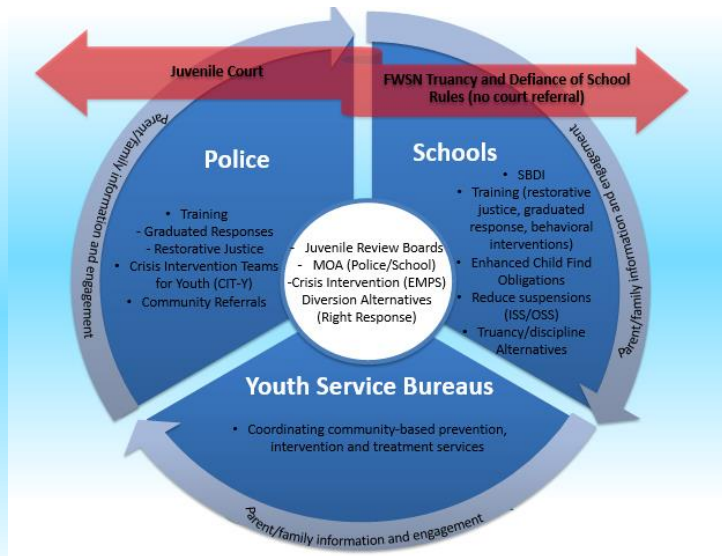 Juvenile Court
FWSN Truancy and Defiance of School
Rules (no court referral)
Parent/family information and engagement
Police
• Training
- Graduated Responses
- Restorative Justice
• Crisis Intervention Teams
for Youth (CIT-Y)
• Community Referrals
Schools
• SBDI
• Training (restorative
justice, graduated
response, behavioral
interventions)
• Enhanced Child Find
Obligations
• Reduce suspensions
(ISS/OSS)
• Truancy/discipline
Alternatives
Parent/family information and engagement
- Juvenile Review Boards
- MOA (Police/School)
-Crisis Intervention (EMPS)
Diversion Alternatives
(Right Response)
Youth Service Bureaus
• Coordinating community-based prevention,
intervention and treatment services
Parent/family information and engagement